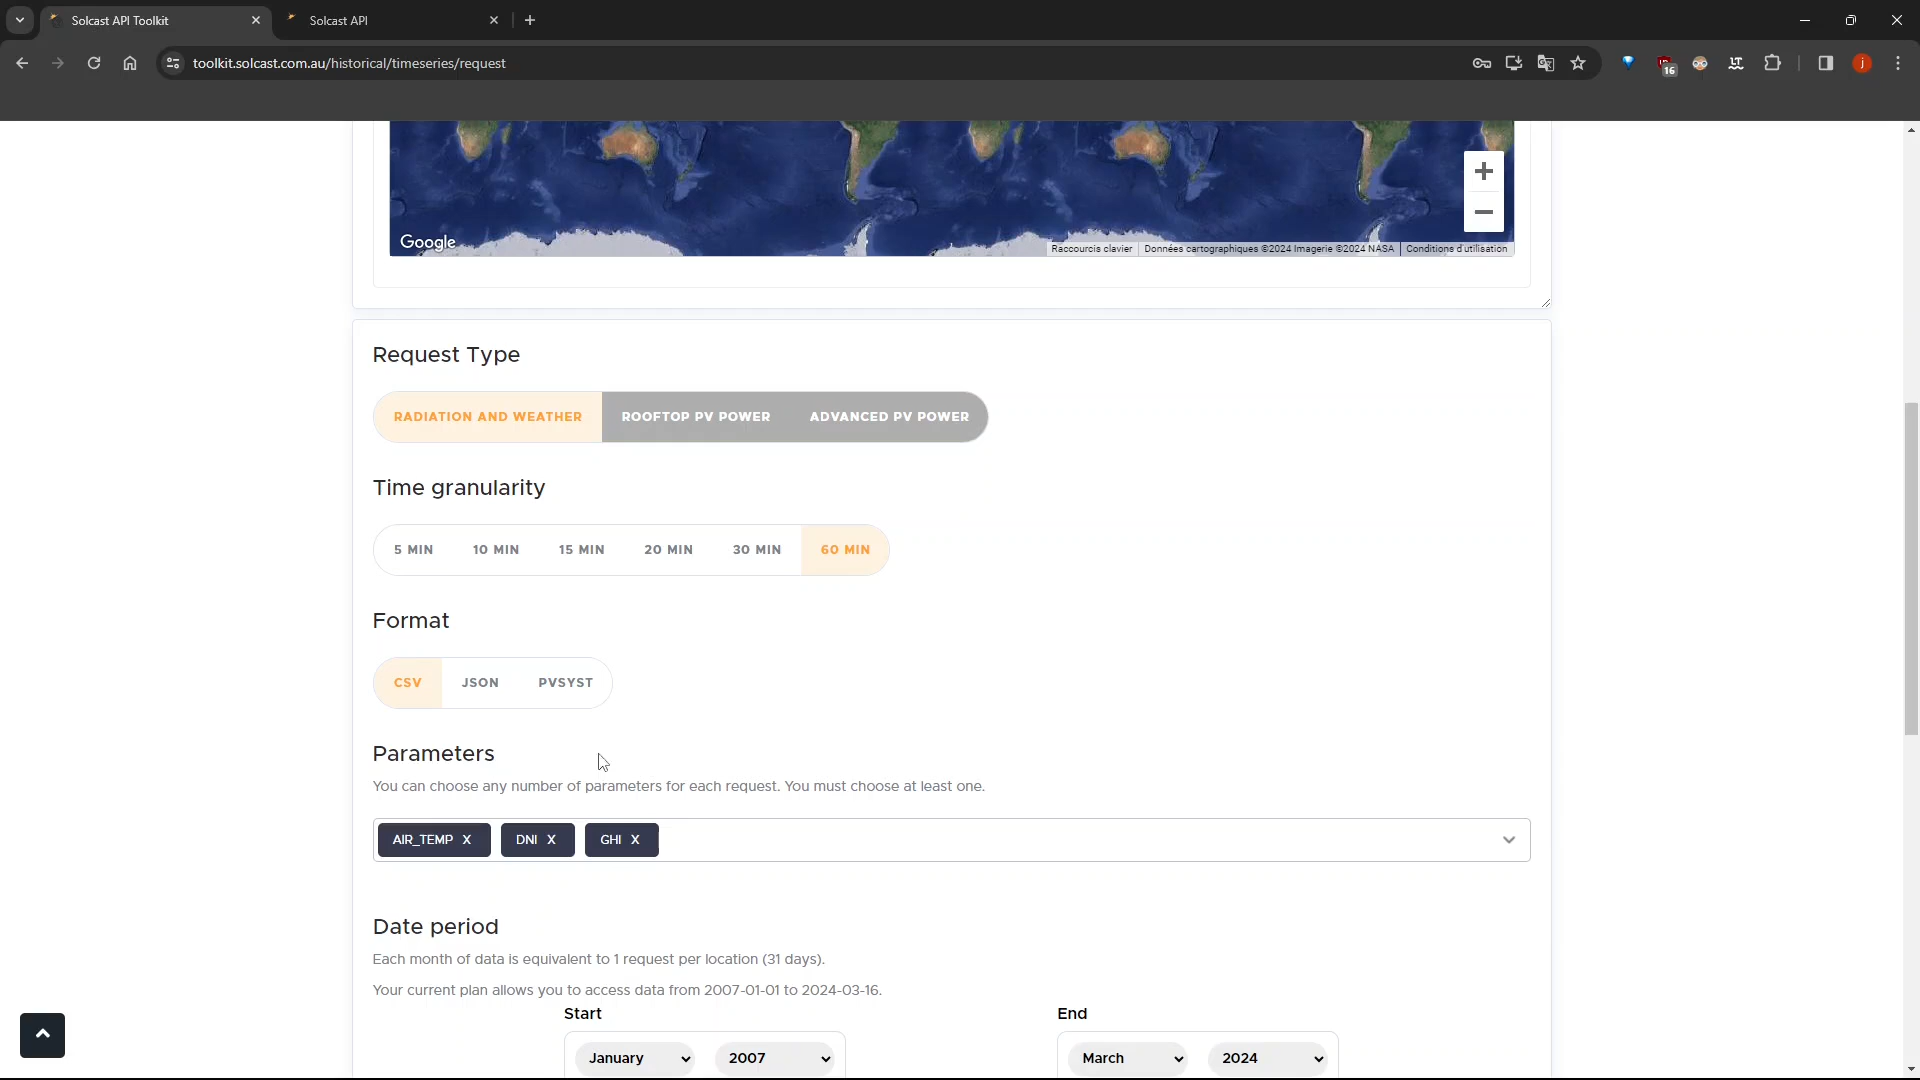 Solcast API Toolkit
Solcast API
toolkit.solcast.com.au/historical/timeseries/request
16
j
Google
Raccourcis clavier
Données cartographiques ©2024 Imagerie ©2024 NASA
Conditions d'utilisation
Request Type
RADIATION AND WEATHER
ROOFTOP PV POWER
ADVANCED PV POWER
Time granularity
5 MIN
10 MIN
15 MIN
20 MIN
30 MIN
60 MIN
Format
CSV
JSON
PVSYST
Parameters
You can choose any number of parameters for each request. You must choose at least one.
AIR_TEMP X
DNI X
GHI X
Date period
Each month of data is equivalent to 1 request per location (31 days).
Your current plan allows you to access data from 2007-01-01 to 2024-03-16.
Start
End
January
2007
March
2024